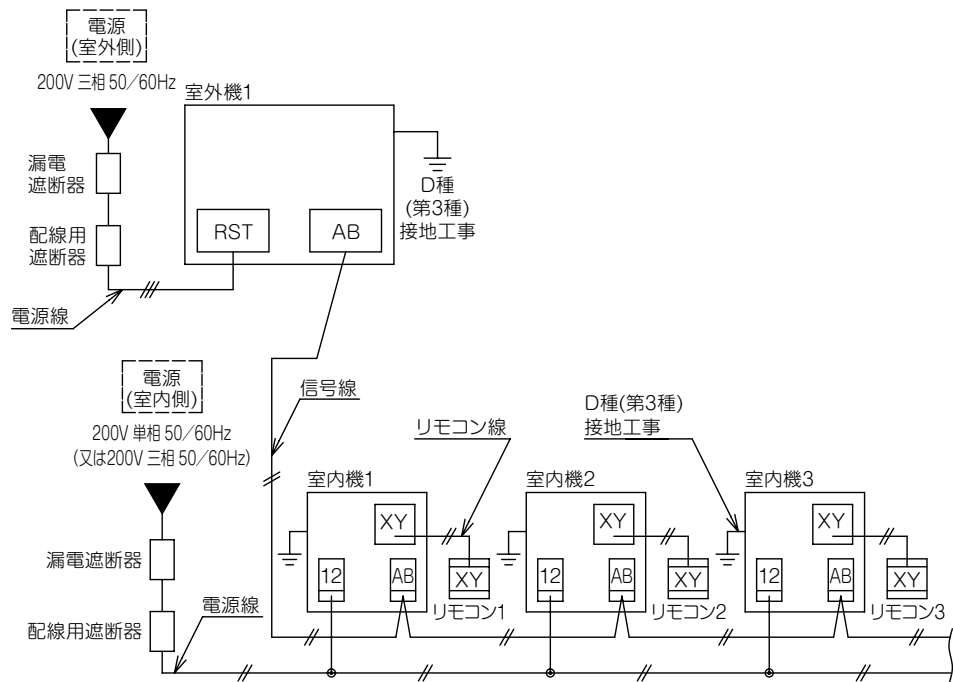 電源
(室外側)
200V 三相 50／60Hz
室外機1
漏電
遮断器
配線用
遮断器
RST
AB
D種
(第3種)
接地工事
電源線
電源
(室内側)
200V 単相 50／60Hz
(又は200V 三相 50／60Hz)
信号線
リモコン線
D種(第3種)
接地工事
室内機1
室内機2
室内機3
XY
XY
XY
漏電遮断器
12
AB
XY
12
AB
XY
12
AB
XY
リモコン1
リモコン2
リモコン3
電源線
配線用遮断器